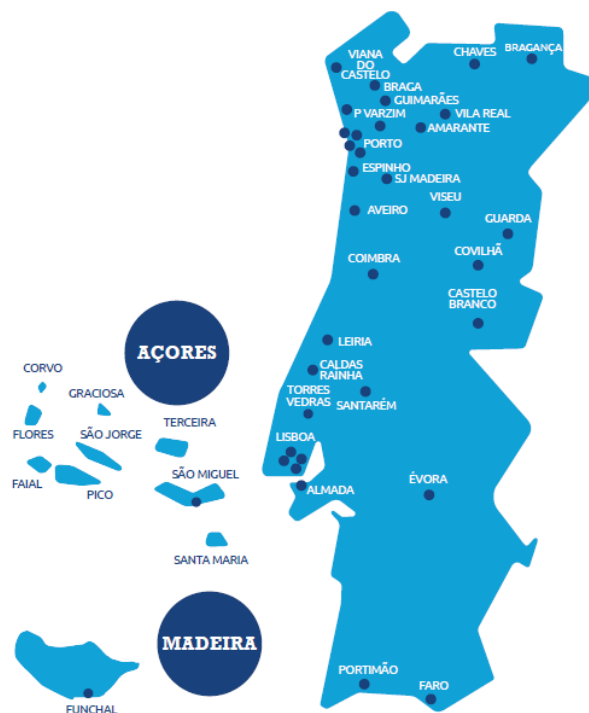 VIANA
DO
CASTELO
CHAVES
BRAGANÇA
BRAGA
GUIMARÃES
P VARZIM
VILA REAL
AMARANTE
PORTO
ESPINHO
SJ MADEIRA
VISEU
AVEIRO
GUARDA
COIMBRA
COVILHÃ
CASTELO
BRANCO
LEIRIA
CALDAS
RAINHA
TORRES
VEDRAS
SANTARÉM
LISBOA
ALMADA
ÉVORA
PORTIMÃO
FARO
AÇORES
CORVO
GRACIOSA
FLORES
SÃO JORGE
TERCEIRA
FAIAL
PICO
SÃO MIGUEL
SANTA MARIA
MADEIRA
FUNCHAL